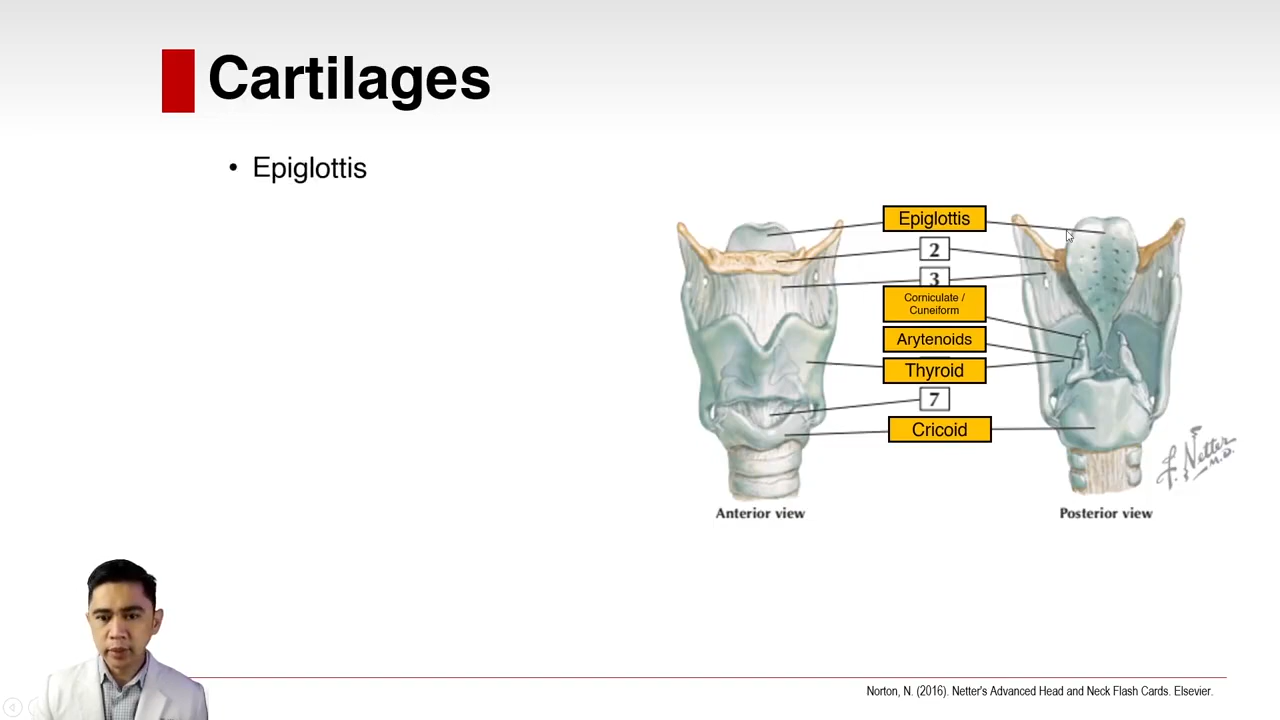 Cartilages
• Epiglottis
Epiglottis
2
3
Corniculate /
Cuneiform
Arytenoids
Thyroid
7
Cricoid
F. Netter
M.D.
Anterior view
Posterior view
Norton, N. (2016). Netter's Advanced Head and Neck Flash Cards. Elsevier.